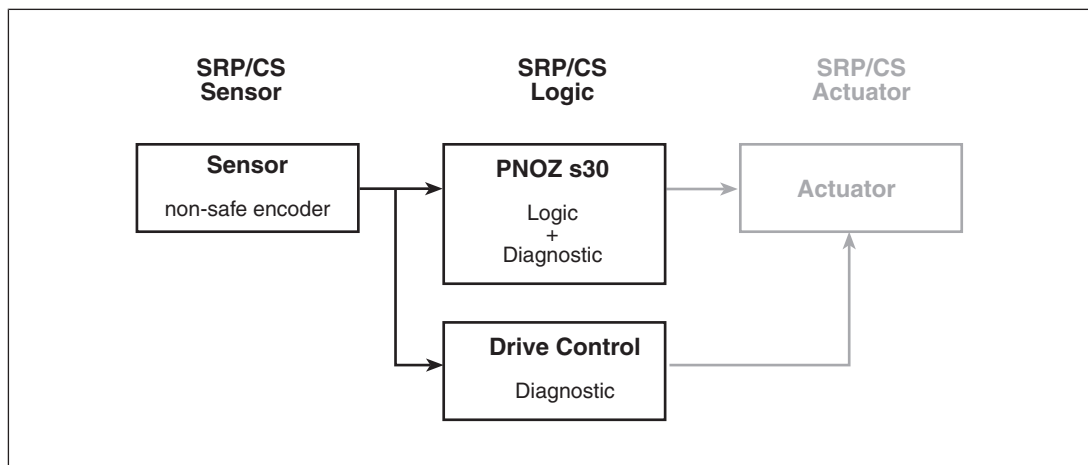 SRP/CS
Sensor
SRP/CS
Logic
SRP/CS
Actuator
Sensor
non-safe encoder
PNOZ s30
Logic
+
Diagnostic
Actuator
Drive Control
Diagnostic